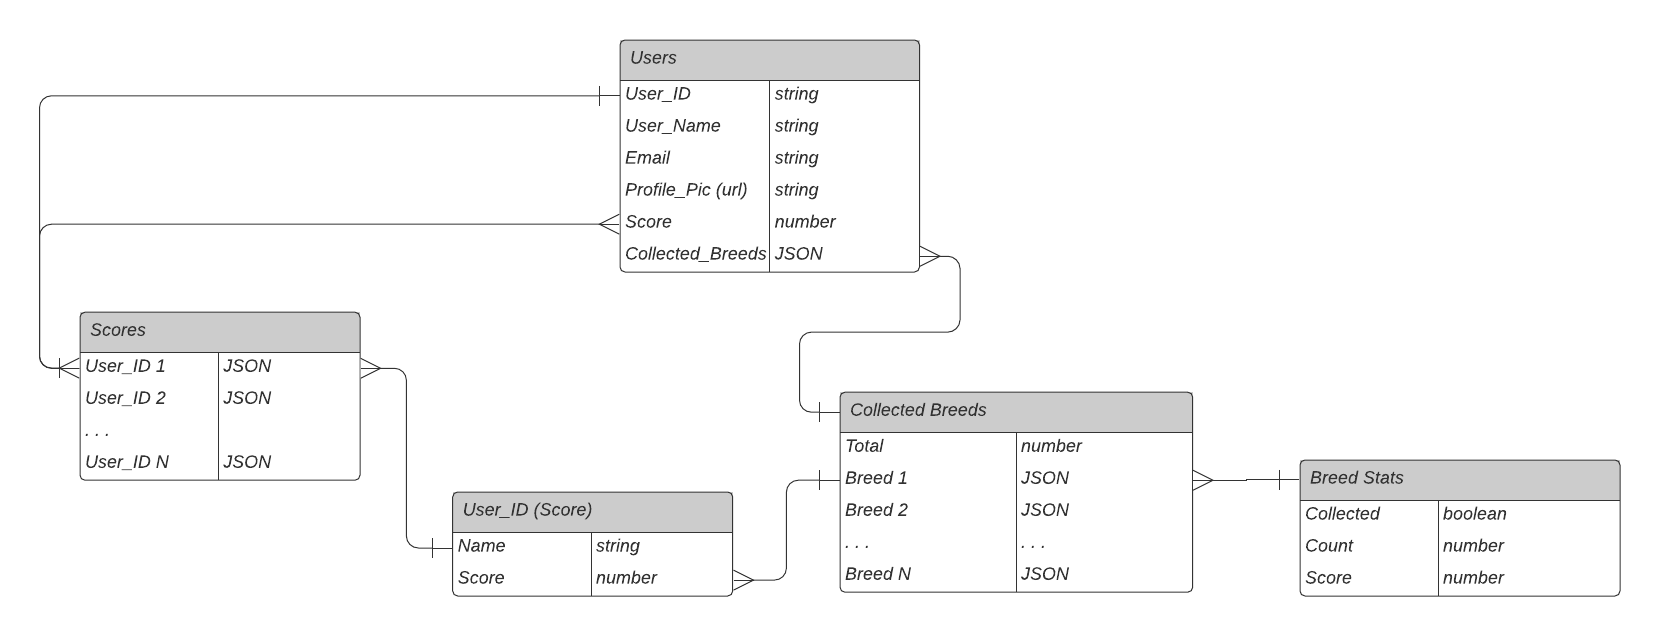 Users
User_ID string
User_Name string
Email string
Profile_Pic (url) string
Score number
Collected_Breeds JSON
Scores
User_ID 1 JSON
User_ID 2 JSON
. . .
User_ID N JSON
User_ID (Score)
Name string
Score number
Collected Breeds
Total number
Breed 1 JSON
Breed 2 JSON
. . . . . .
Breed N JSON
Breed Stats
Collected boolean
Count number
Score number